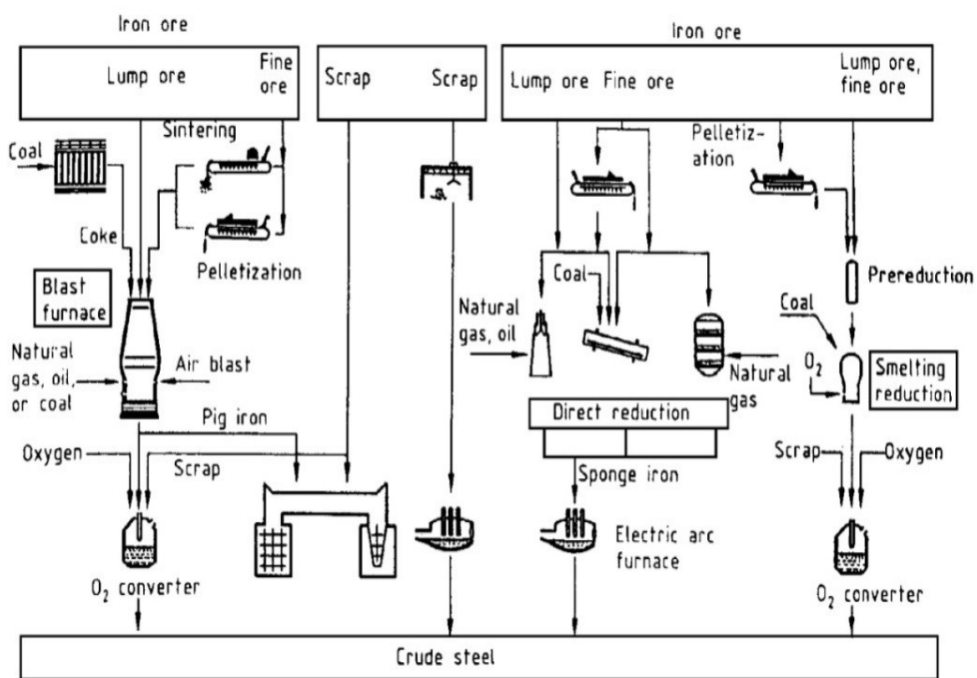 Iron ore
Lump ore
Fine
ore
Scrap
Scrap
Iron ore
Lump ore
Fine ore
Lump ore,
fine ore
Sintering
Coal
Coke
Pelletization
Pelletiz-
ation
Blast
furnace
Natural
gas, oil,
or coal
Air blast
Pig iron
Oxygen
Scrap
O₂ converter
Natural
gas, oil
Coal
Natural
gas
Direct reduction
Sponge iron
Electric arc
furnace
Prereduction
Coal
O₂
Smelting
reduction
Scrap
Oxygen
O₂ converter
Crude steel